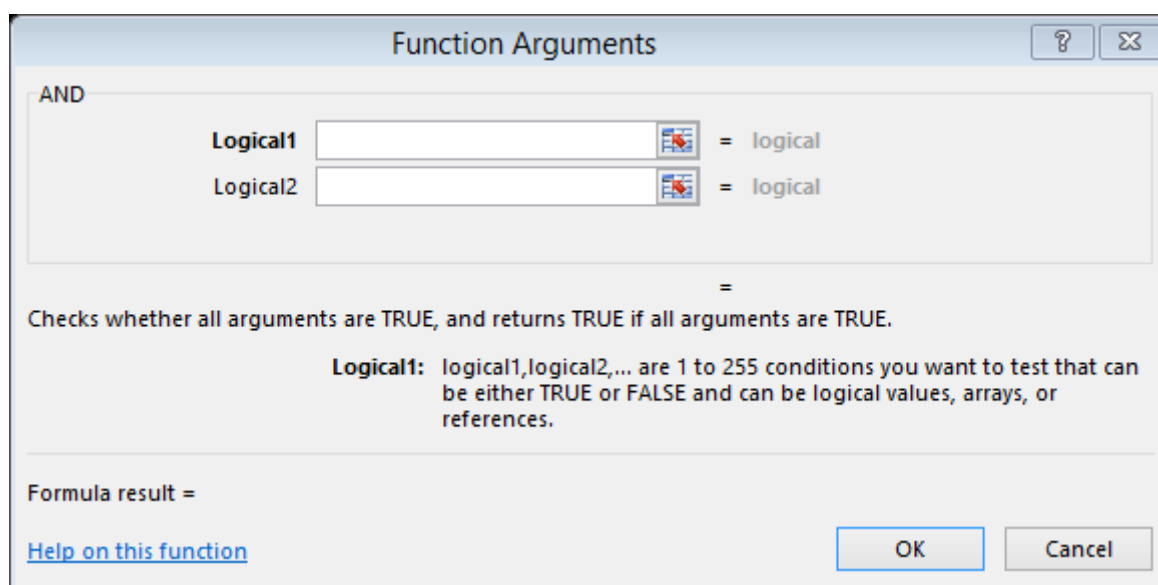 Function Arguments
AND
Logical1 = logical
Logical2 = logical
=
Checks whether all arguments are TRUE, and returns TRUE if all arguments are TRUE.
Logical1: logical1,logical2,... are 1 to 255 conditions you want to test that can
be either TRUE or FALSE and can be logical values, arrays, or
references.
Formula result =
Help on this function OK Cancel